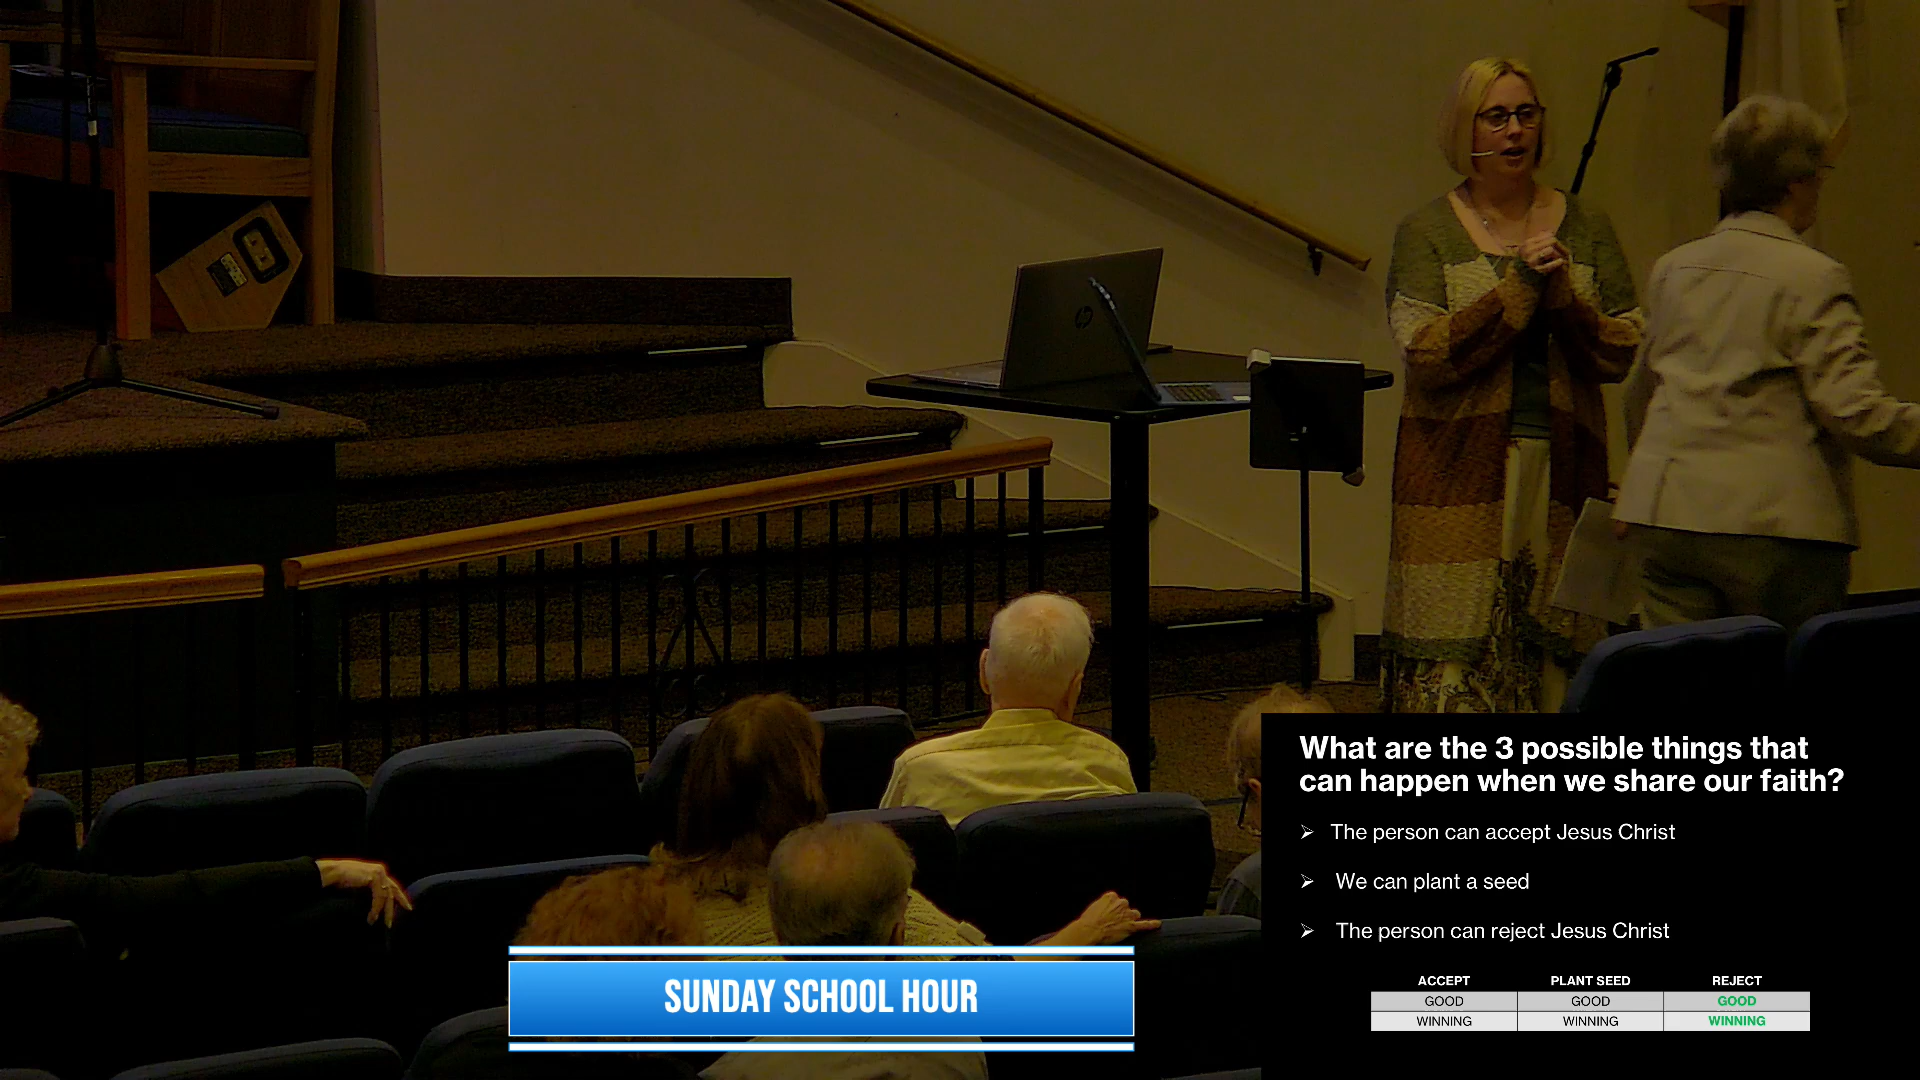 What are the 3 possible things that
can happen when we share our faith?
➢ The person can accept Jesus Christ
➢ We can plant a seed
➢ The person can reject Jesus Christ
ACCEPT PLANT SEED REJECT
GOOD GOOD GOOD
WINNING WINNING WINNING
SUNDAY SCHOOL HOUR
hp